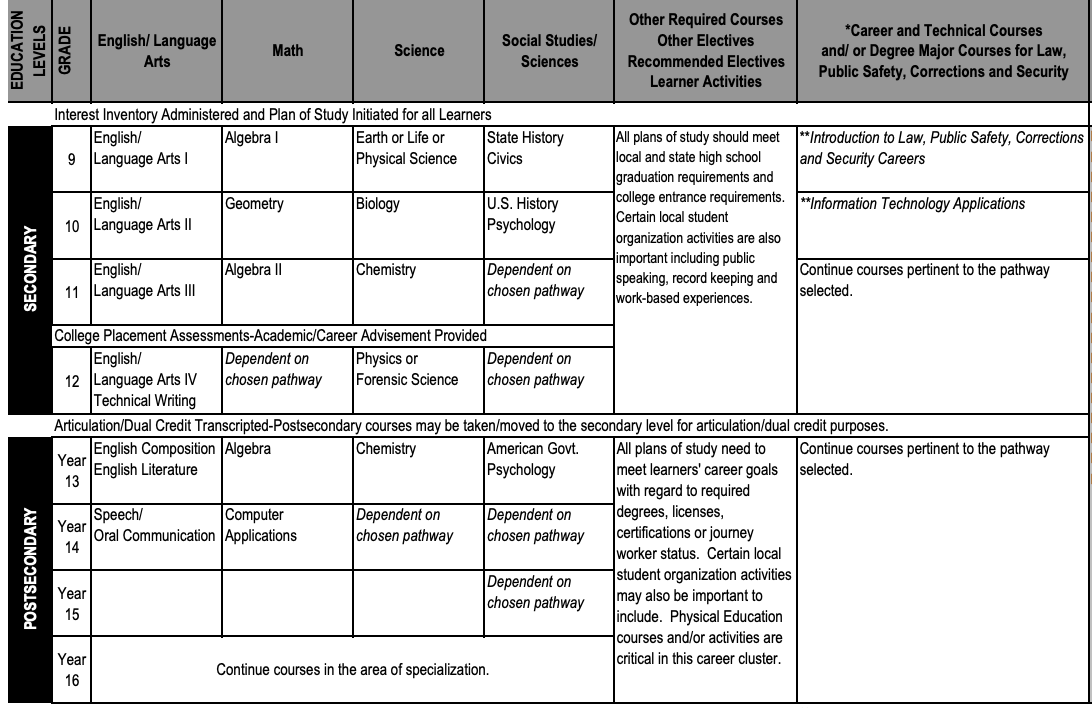 EDUCATION
LEVELS
GRADE
English/ Language
Arts
Math
Science
Social Studies/
Sciences
Other Required Courses
Other Electives
Recommended Electives
Learner Activities
*Career and Technical Courses
and/ or Degree Major Courses for Law,
Public Safety, Corrections and Security
Interest Inventory Administered and Plan of Study Initiated for all Learners
SECONDARY
9
English/
Language Arts I
Algebra I
Earth or Life or
Physical Science
State History
Civics
All plans of study should meet
local and state high school
graduation requirements and
college entrance requirements.
Certain local student
organization activities are also
important including public
speaking, record keeping and
work-based experiences.
**Introduction to Law, Public Safety, Corrections
and Security Careers
10
English/
Language Arts II
Geometry
Biology
U.S. History
Psychology
**Information Technology Applications
11
English/
Language Arts III
Algebra II
Chemistry
Dependent on
chosen pathway
Continue courses pertinent to the pathway
selected.
College Placement Assessments-Academic/Career Advisement Provided
12
English/
Language Arts IV
Technical Writing
Dependent on
chosen pathway
Physics or
Forensic Science
Dependent on
chosen pathway
Articulation/Dual Credit Transcripted-Postsecondary courses may be taken/moved to the secondary level for articulation/dual credit purposes.
POSTSECONDARY
Year
13
English Composition
English Literature
Algebra
Chemistry
American Govt.
Psychology
All plans of study need to
meet learners' career goals
with regard to required
degrees, licenses,
certifications or journey
worker status.  Certain local
student organization activities
may also be important to
include.  Physical Education
courses and/or activities are
critical in this career cluster.
Continue courses pertinent to the pathway
selected.
Year
14
Speech/
Oral Communication
Computer
Applications
Dependent on
chosen pathway
Dependent on
chosen pathway
Year
15
Dependent on
chosen pathway
Year
16
Continue courses in the area of specialization.